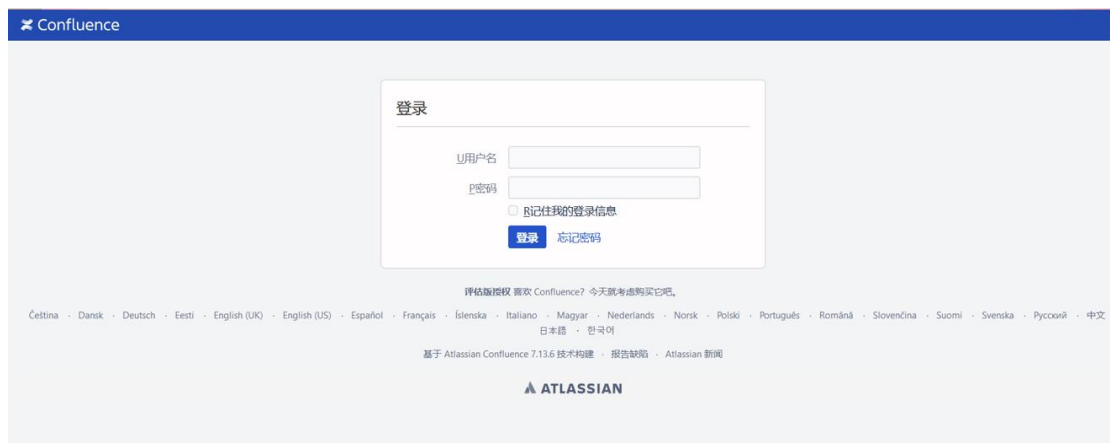 Confluence
登录
U用户名
P密码
R记住我的登录信息
登录 忘记密码
评估版授权 喜欢 Confluence? 今天就考虑购买它吧。
Čeština · Dansk · Deutsch · Eesti · English (UK) · English (US) · Español · Français · Íslenska · Italiano · Magyar · Nederlands · Norsk · Polski · Português · Română · Slovenčina · Suomi · Svenska · Русский · 中文
日本語 · 한국어
基于 Atlassian Confluence 7.13.6 技术构建 · 报告缺陷 · Atlassian 新闻
ATLASSIAN